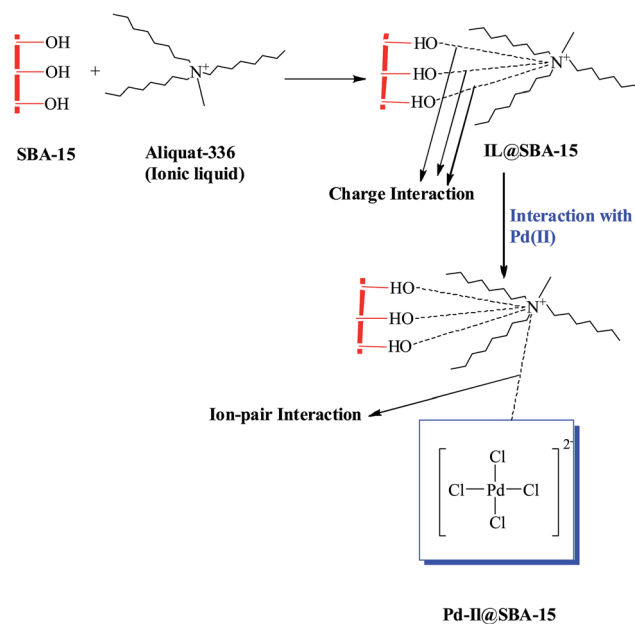 OH
OH
OH
+
N+
SBA-15
Aliquat-336
(Ionic liquid)
HO
HO
HO
N+
IL@SBA-15
Charge Interaction
Interaction with
Pd(II)
HO
HO
HO
N+
Ion-pair Interaction
2-
Cl
Cl—Pd—Cl
Cl
Pd-Il@SBA-15